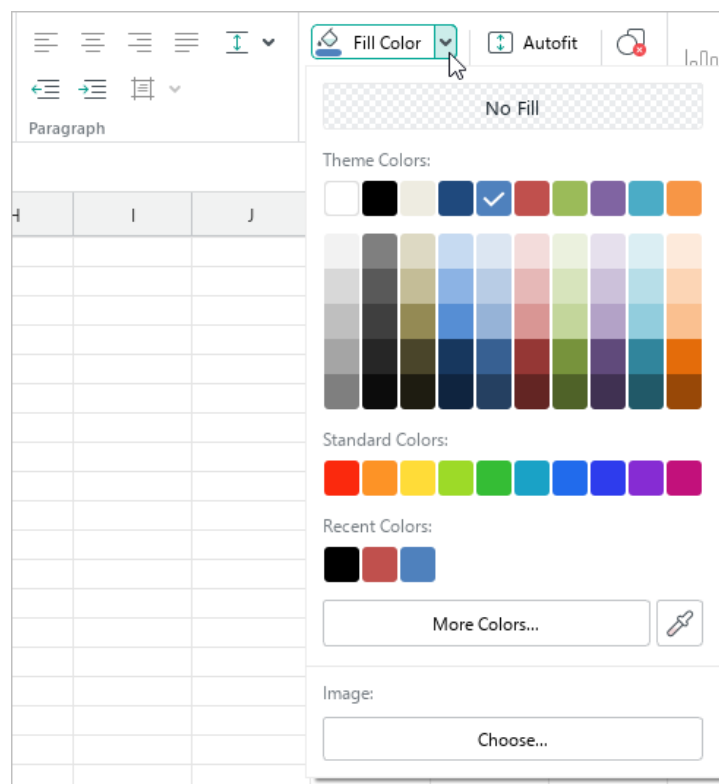 Fill Color
Autofit
Paragraph
No Fill
Theme Colors:
H I J
Standard Colors:
Recent Colors:
More Colors...
Image:
Choose...